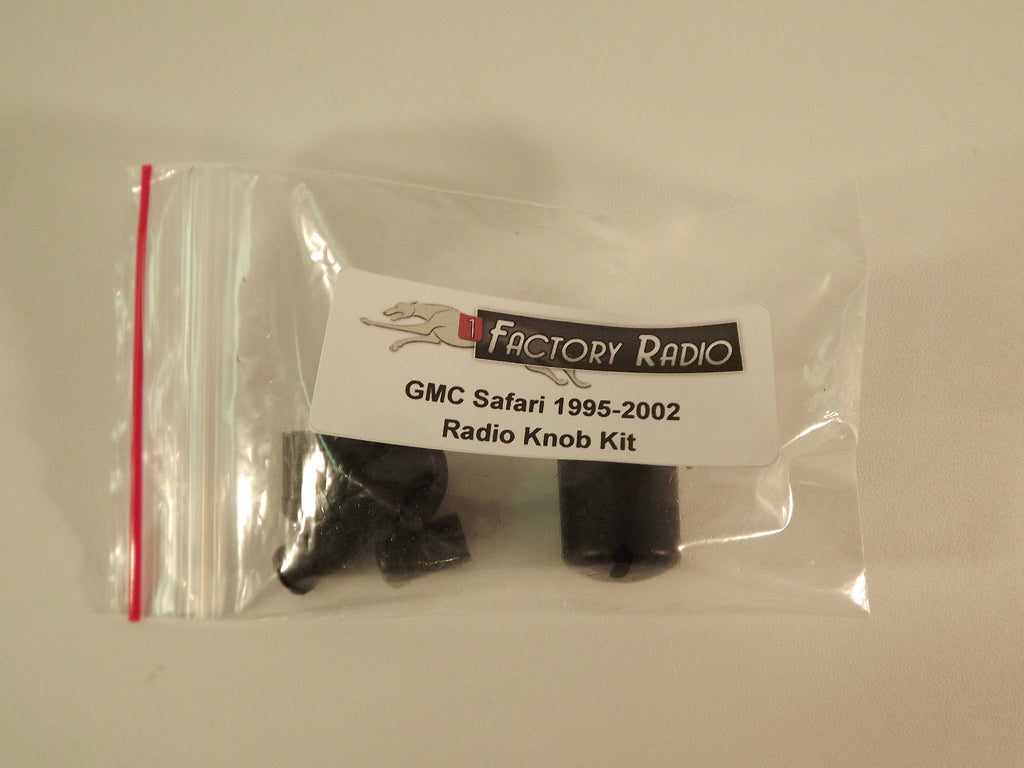 1 FACTORY RADIO
GMC Safari 1995-2002
Radio Knob Kit